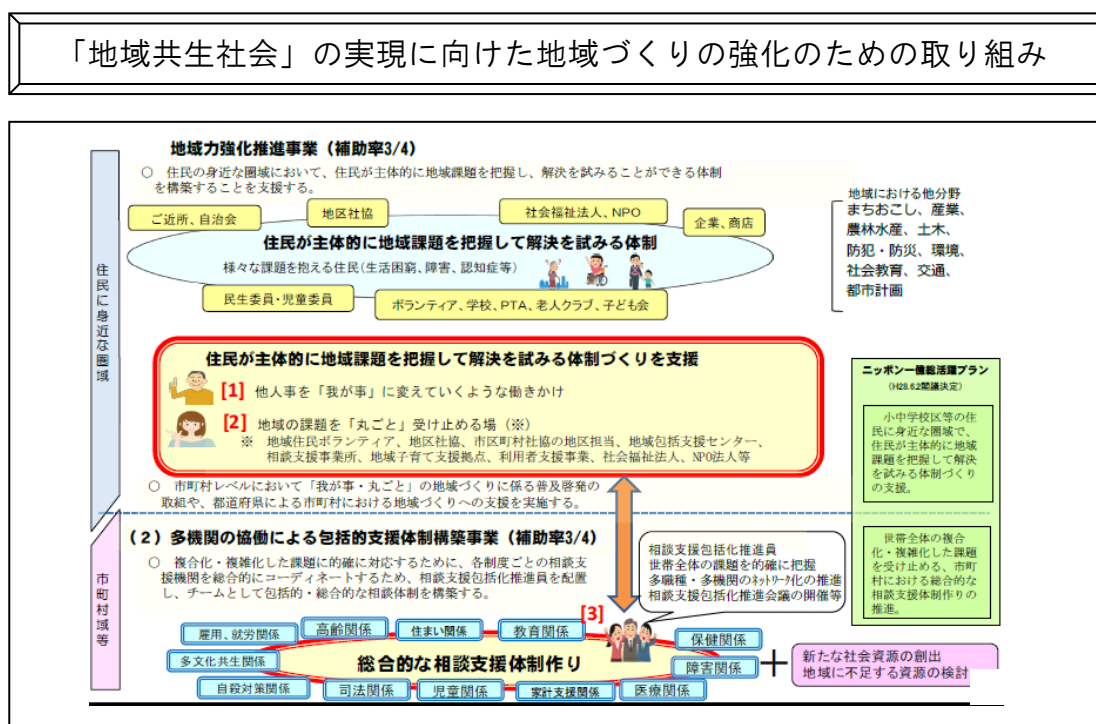 「地域共生社会」の実現に向けた地域づくりの強化のための取り組み
地域力強化推進事業（補助率3/4）
○ 住民の身近な圏域において、住民が主体的に地域課題を把握し、解決を試みることができる体制
を構築することを支援する。
ご近所、自治会
地区社協
社会福祉法人、NPO
企業、商店
住民が主体的に地域課題を把握して解決を試みる体制
様々な課題を抱える住民(生活困窮、障害、認知症等)
民生委員・児童委員
ボランティア、学校、PTA、老人クラブ、子ども会
地域における他分野
まちおこし、産業、
農林水産、土木、
防犯・防災、環境、
社会教育、交通、
都市計画
住民に身近な圏域
住民が主体的に地域課題を把握して解決を試みる体制づくりを支援
[1] 他人事を「我が事」に変えていくような働きかけ
[2] 地域の課題を「丸ごと」受け止める場（※）
※ 地域住民ボランティア、地区社協、市区町村社協の地区担当、地域包括支援センター、
相談支援事業所、地域子育て支援拠点、利用者支援事業、社会福祉法人、NPO法人等
○ 市町村レベルにおいて「我が事・丸ごと」の地域づくりに係る普及啓発の
取組や、都道府県による市町村における地域づくりへの支援を実施する。
ニッポン一億総活躍プラン
（H28.6.2閣議決定）
小中学校区等の住
民に身近な圏域で、
住民が主体的に地域
課題を把握して解決
を試みる体制づくり
の支援。
世帯全体の複合
化・複雑化した課題
を受け止める、市町
村における総合的な
相談支援体制作りの
推進。
市町村域等
（２）多機関の協働による包括的支援体制構築事業（補助率3/4）
○ 複合化・複雑化した課題に的確に対応するために、各制度ごとの相談支
援機関を総合的にコーディネートするため、相談支援包括化推進員を配置
し、チームとして包括的・総合的な相談体制を構築する。
相談支援包括化推進員
世帯全体の課題を的確に把握
多職種・多機関のﾈｯﾄﾜｰｸ化の推進
相談支援包括化推進会議の開催等
[3]
雇用、就労関係
高齢関係
住まい関係
教育関係
保健関係
多文化共生関係
総合的な相談支援体制作り
障害関係
自殺対策関係
司法関係
児童関係
家計支援関係
医療関係
＋
新たな社会資源の創出
地域に不足する資源の検討